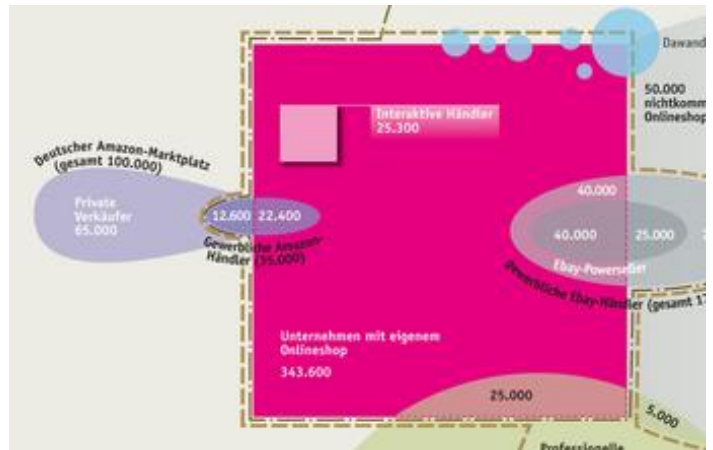 Dawand
50.000
nichtkomm
Onlineshop
Interaktive Händler
25.300
Deutscher Amazon-Marktplatz
(gesamt 100.000)
Private
Verkäufer
65.000
12.600
22.400
Gewerbliche Amazon-
Händler (35.000)
40.000
40.000
25.000
Ebay-Powerseller
Gewerbliche Ebay-Händler (gesamt 17
Unternehmen mit eigenem
Onlineshop
343.600
25.000
5.000
Professionelle